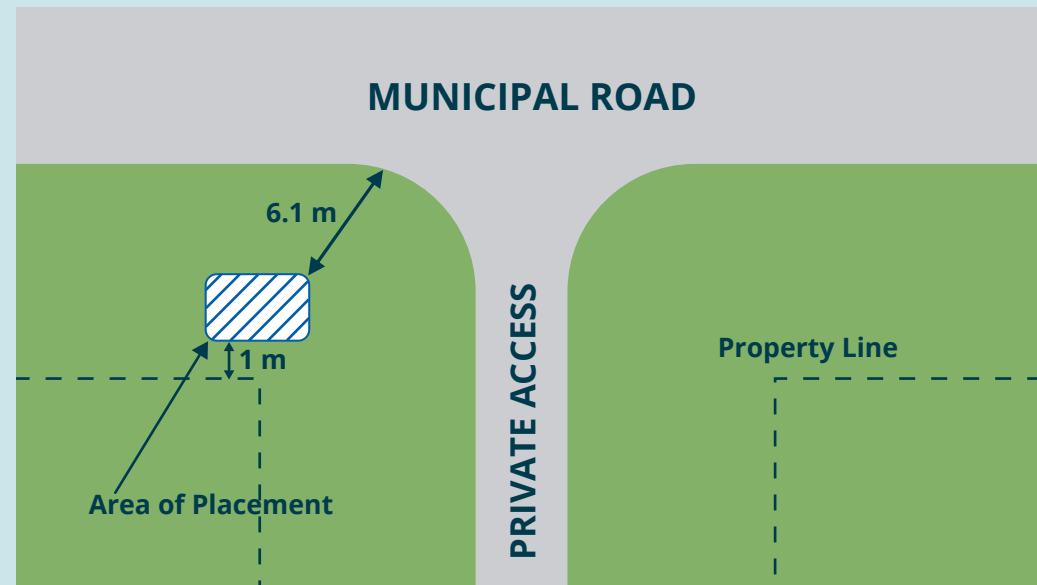 MUNICIPAL ROAD
6.1 m
1 m
PRIVATE ACCESS
Property Line
Area of Placement